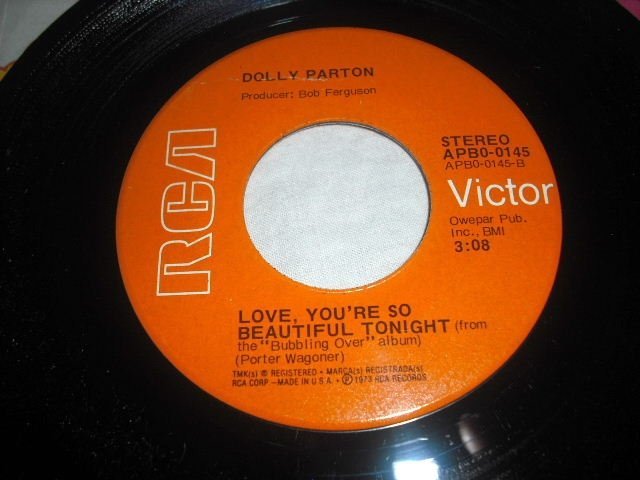 DOLLY PARTON
Producer: Bob Ferguson
RCA
STEREO
APBO-0145
APBO-0145-B
Victor
Owepar Pub.
Inc., BMI
3:08
LOVE, YOU'RE SO
BEAUTIFUL TONIGHT (from
the "Bubbling Over" album)
(Porter Wagoner)
TMK(s) ® REGISTERED • MARCA(s) REGISTRADA(s)
RCA CORP—MADE IN U.S.A. • ℗ 1973 RCA RECORDS